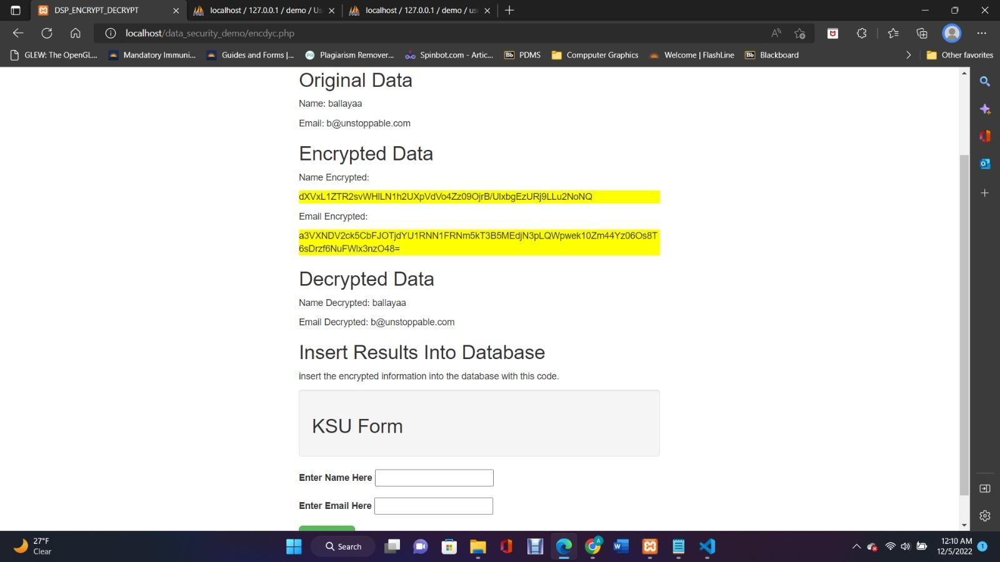 DSP_ENCRYPT_DECRYPT
localhost / 127.0.0.1 / demo / Us
localhost / 127.0.0.1 / demo / us
localhost/data_security_demo/encdyc.php
GLEW: The OpenGL...
Mandatory Immuni...
Guides and Forms |...
Plagiarism Remover...
Spinbot.com - Artic...
PDMS
Compputer Graphics
Welcome | FlashLine
Blackboard
Other favorites
Original Data
Name: ballayaa
Email: b@unstoppable.com
Encrypted Data
Name Encrypted:
dXVxL1ZTR2svWHlLN1h2UXpVdVo4Zz09OjrB/UlxbgEzURj9LLu2NoNQ
Email Encrypted:
a3VXNDV2ck5CbFJOTjdYU1RNN1FRNm5kT3B5MEdjN3pLQWpwek10Zm44Yz06Os8T
6sDrzf6NuFWlx3nzO48=
Decrypted Data
Name Decrypted: ballayaa
Email Decrypted: b@unstoppable.com
Insert Results Into Database
insert the encrypted information into the database with this code.
KSU Form
Enter Name Here
Enter Email Here
27°F
Clear
Search
12:10 AM
12/5/2022
1